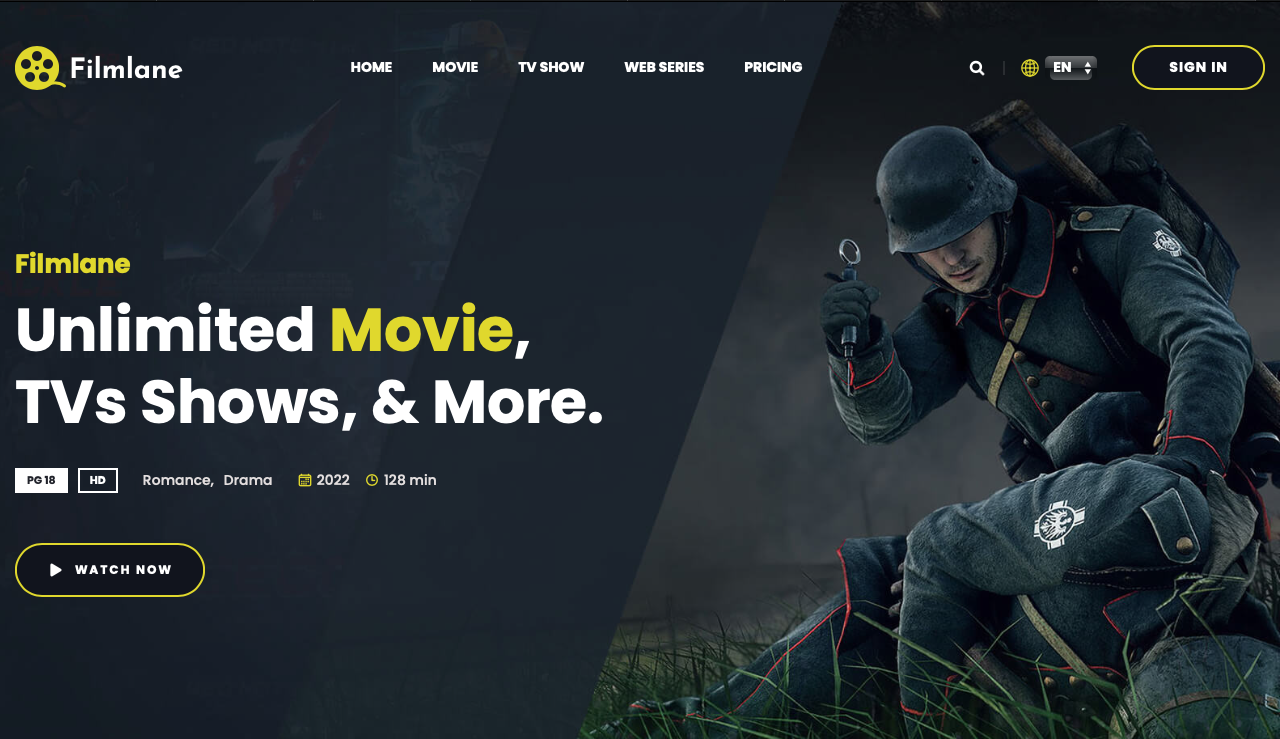 Filmlane
HOME MOVIE TV SHOW WEB SERIES PRICING
EN
SIGN IN
Filmlane
Unlimited Movie,
TVs Shows, & More.
PG 18 HD Romance, Drama 2022 128 min
WATCH NOW